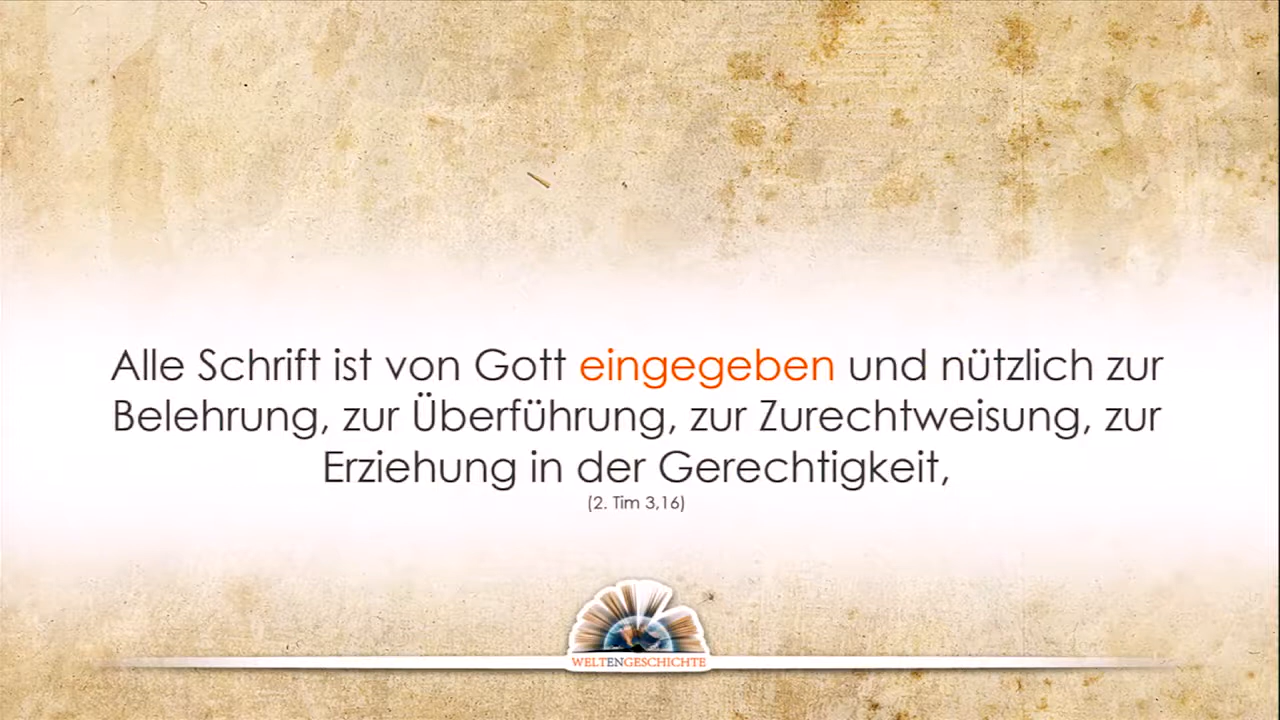 Alle Schrift ist von Gott eingegeben und nützlich zur
Belehrung, zur Überführung, zur Zurechtweisung, zur
Erziehung in der Gerechtigkeit,
(2. Tim 3,16)
WELTENGESCHICHTE